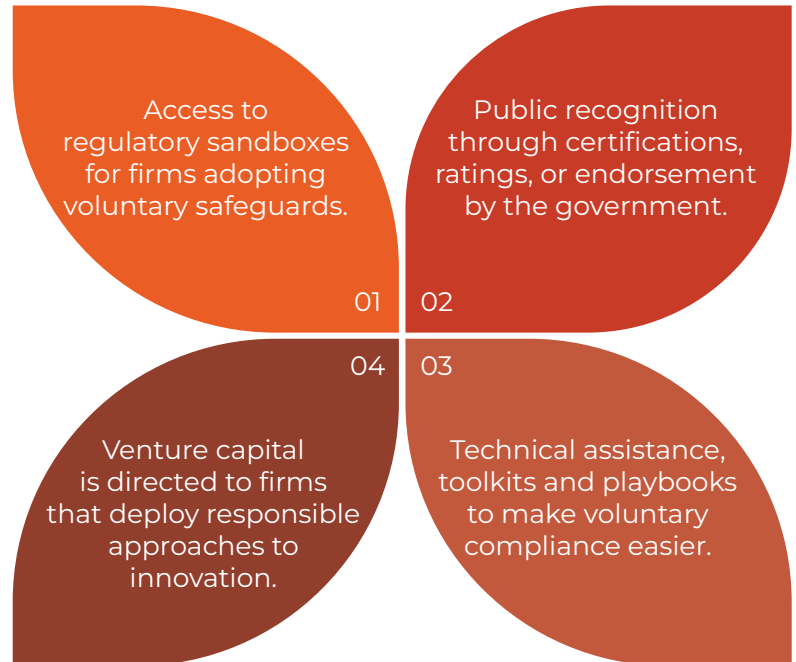 Access to
regulatory sandboxes
for firms adopting
voluntary safeguards.
01
Public recognition
through certifications,
ratings, or endorsement
by the government.
02
03
Technical assistance,
toolkits and playbooks
to make voluntary
compliance easier.
04
Venture capital
is directed to firms
that deploy responsible
approaches to
innovation.